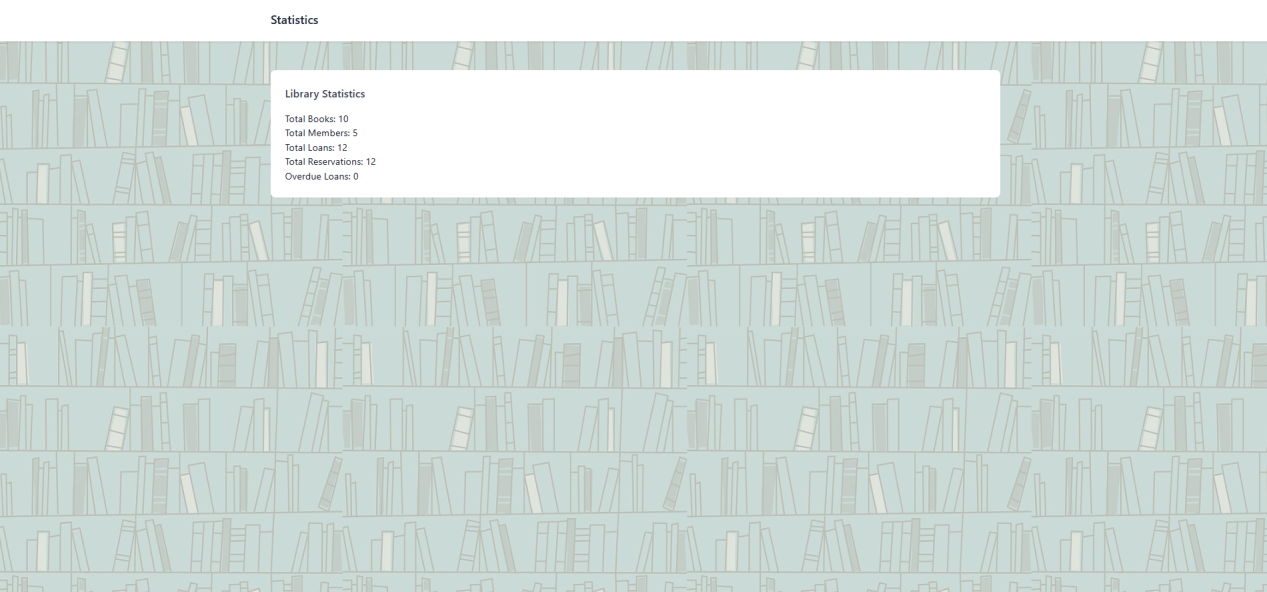 Statistics
Library Statistics
Total Books: 10
Total Members: 5
Total Loans: 12
Total Reservations: 12
Overdue Loans: 0